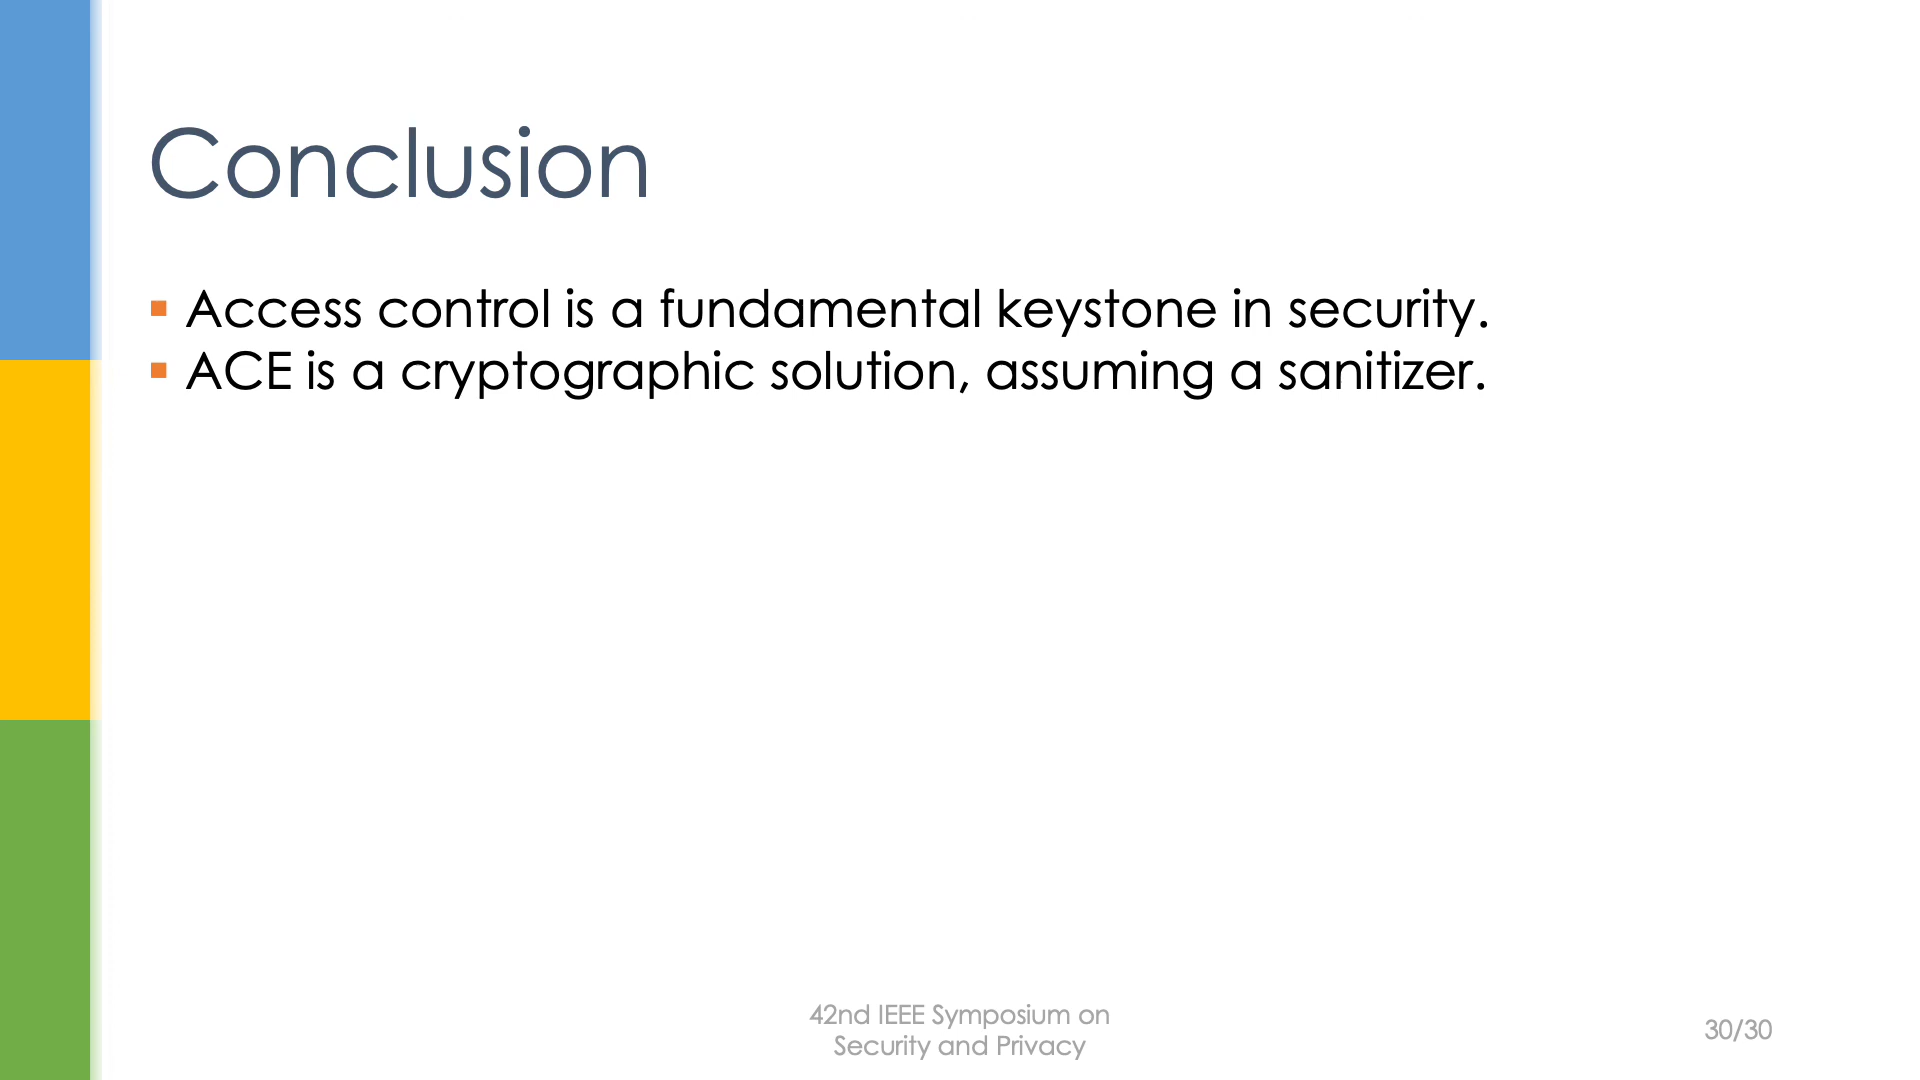 Conclusion
Access control is a fundamental keystone in security.
ACE is a cryptographic solution, assuming a sanitizer.
42nd IEEE Symposium on
Security and Privacy
30/30